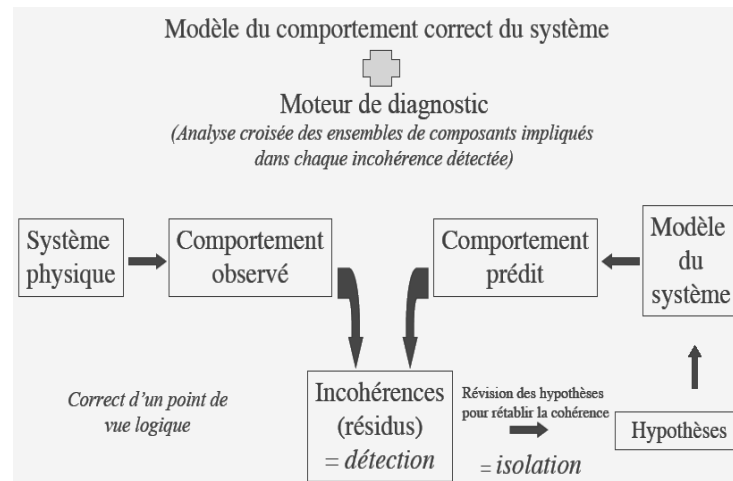 Modèle du comportement correct du système
Moteur de diagnostic
(Analyse croisée des ensembles de composants impliqués
dans chaque incohérence détectée)
Système
physique
Comportement
observé
Comportement
prédit
Modèle
du
système
Correct d'un point de
vue logique
Incohérences
(résidus)
= détection
Révision des hypothèses
pour rétablir la cohérence
= isolation
Hypothèses